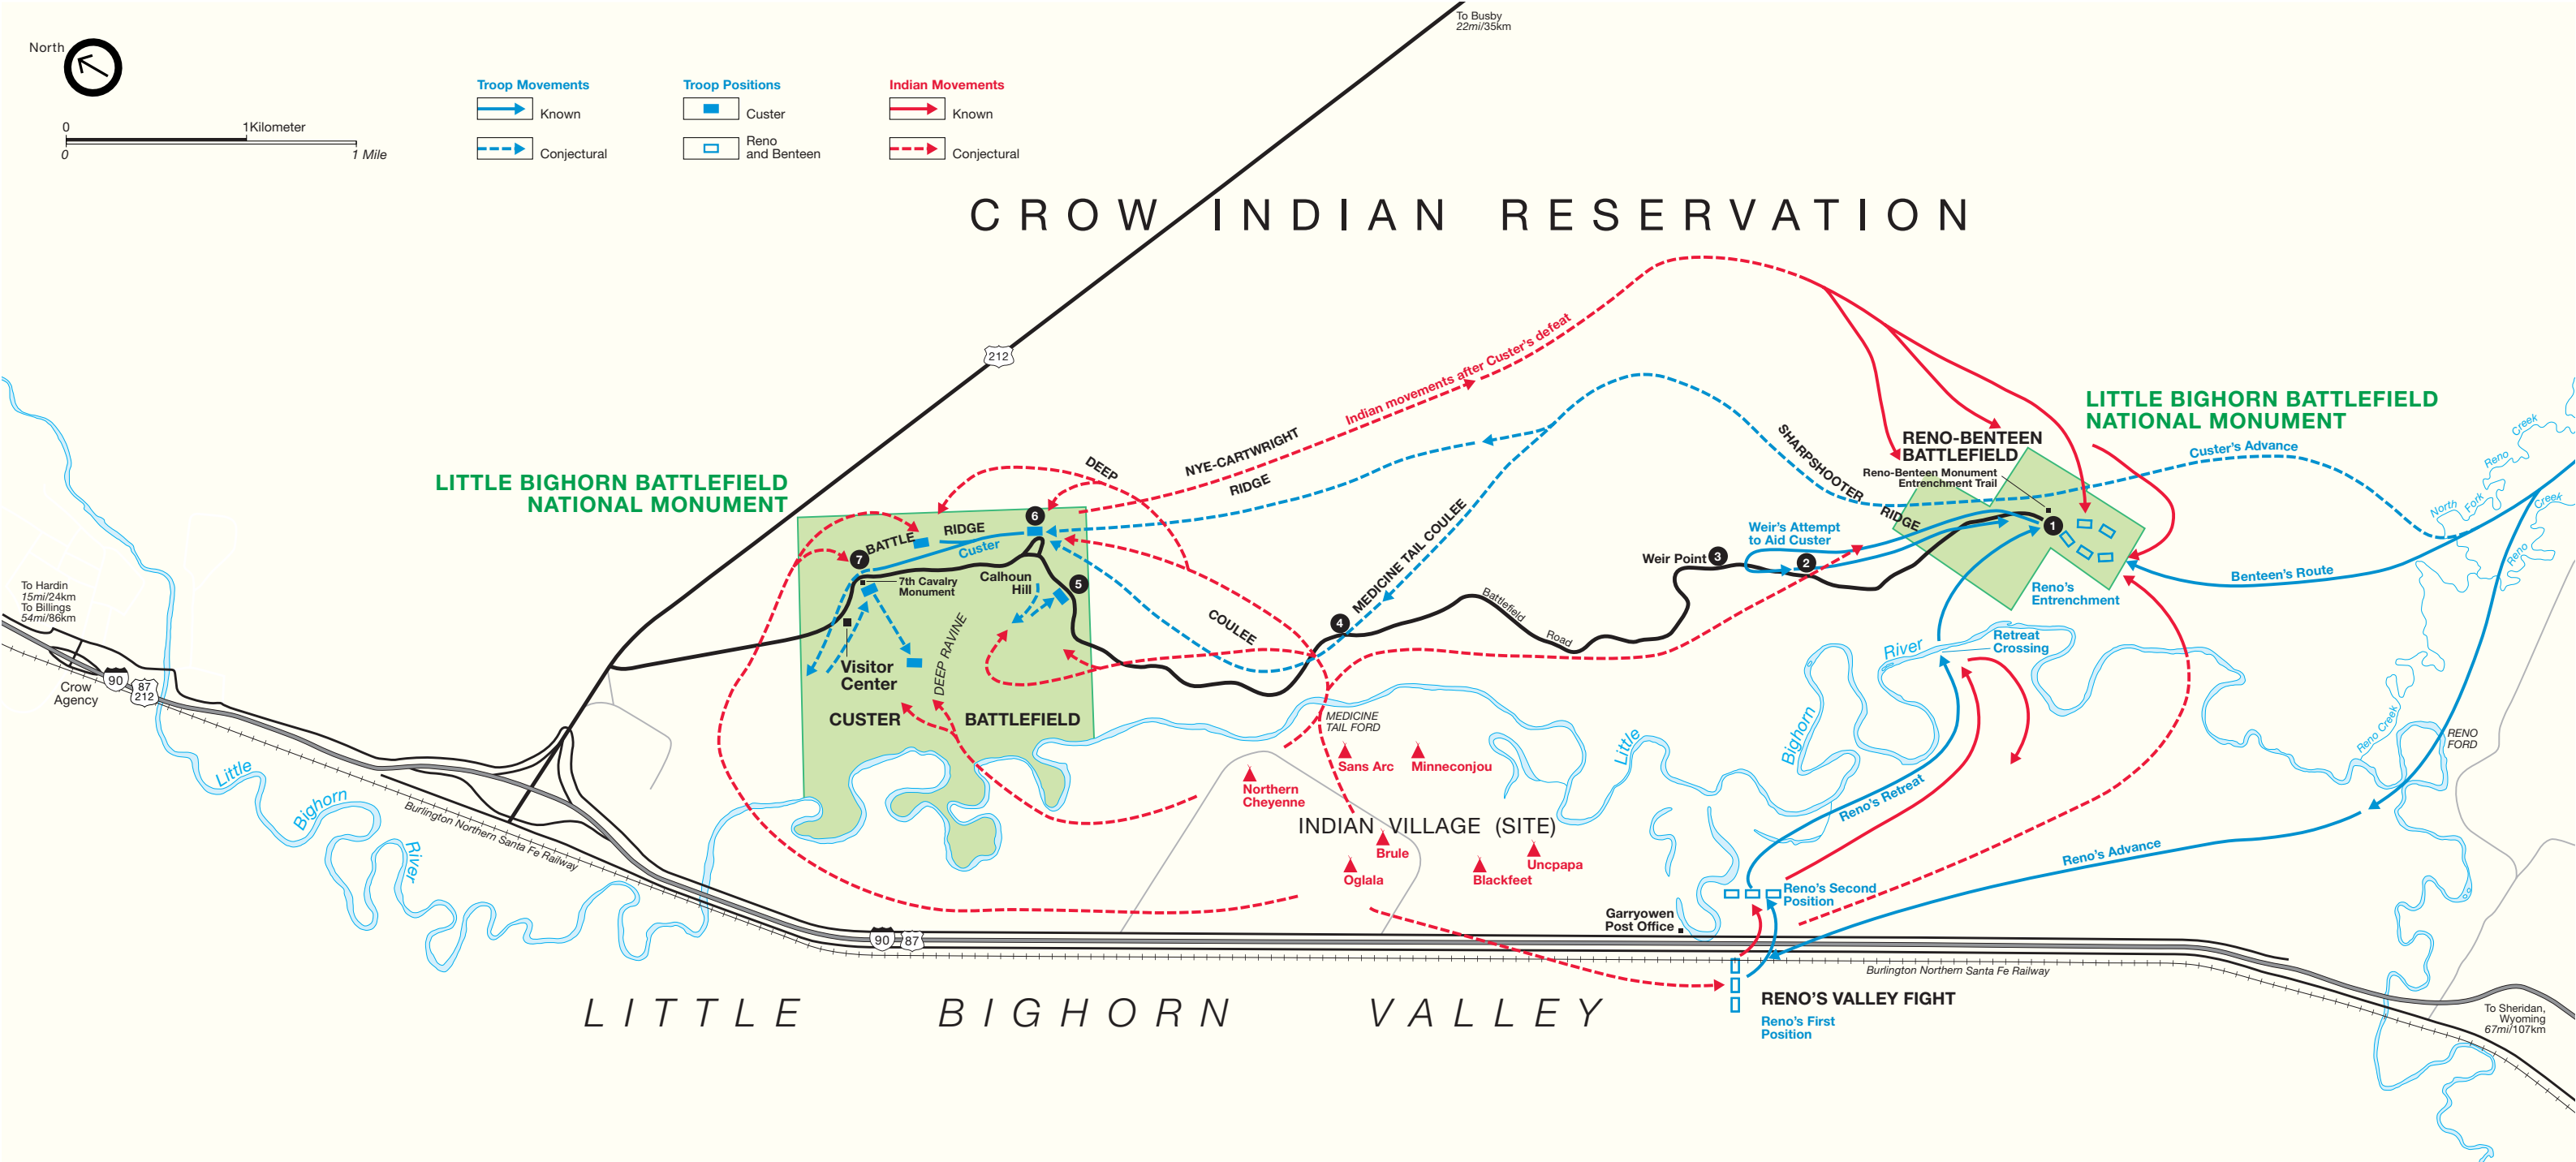 North
0
1Kilometer
0
1 Mile
Troop Movements
Known
Conjectural
Troop Positions
Custer
Reno
and Benteen
Indian Movements
Known
Conjectural
To Busby
22mi/35km
CROW INDIAN RESERVATION
212
Indian movements after Custer's defeat
NYE-CARTWRIGHT
RIDGE
DEEP
COULEE
MEDICINE TAIL COULEE
SHARPSHOOTER
RIDGE
LITTLE BIGHORN BATTLEFIELD
NATIONAL MONUMENT
RENO-BENTEEN
BATTLEFIELD
Reno-Benteen Monument
Entrenchment Trail
Custer's Advance
Benteen's Route
Reno
Creek
North
Fork
Creek
Reno
1
Weir's Attempt
to Aid Custer
2
Weir Point
3
Reno's
Entrenchment
LITTLE BIGHORN BATTLEFIELD
NATIONAL MONUMENT
6
BATTLE
RIDGE
Custer
7
7th Cavalry
Monument
Calhoun
Hill
5
4
Battlefield
Road
DEEP RAVINE
Visitor
Center
CUSTER
BATTLEFIELD
To Hardin
15mi/24km
To Billings
54mi/86km
90
87
212
Crow
Agency
Little
Bighorn
River
Burlington Northern Santa Fe Railway
MEDICINE
TAIL FORD
Sans Arc
Minneconjou
Northern
Cheyenne
INDIAN VILLAGE (SITE)
Brule
Oglala
Blackfeet
Uncpapa
Little
Bighorn
River
Retreat
Crossing
Reno Creek
RENO
FORD
Reno's Retreat
Reno's Advance
Reno's Second
Position
Garryowen
Post Office
90
87
Burlington Northern Santa Fe Railway
RENO'S VALLEY FIGHT
Reno's First
Position
LITTLE BIGHORN VALLEY
To Sheridan,
Wyoming
67mi/107km